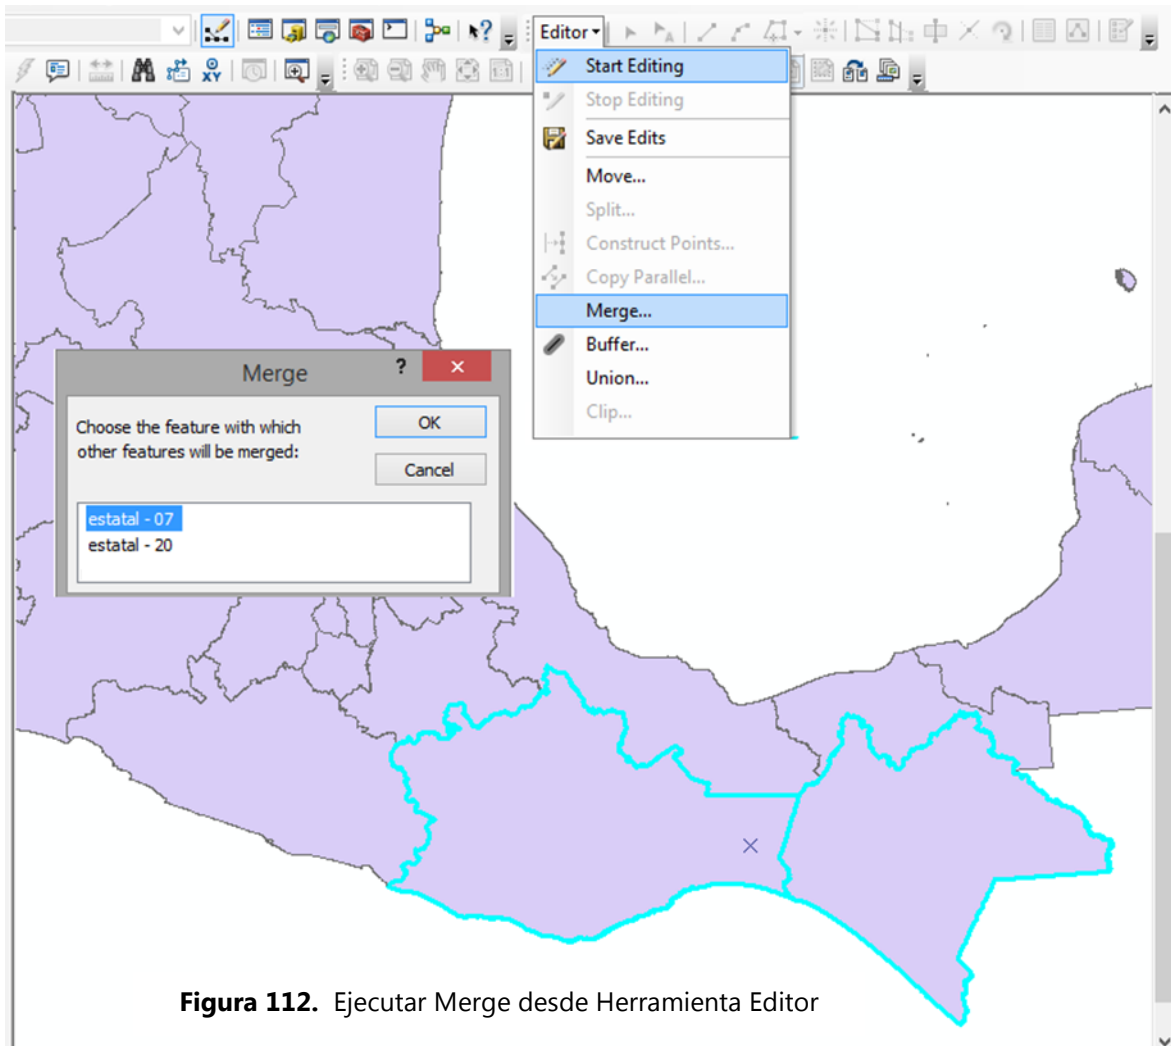 Editor
Start Editing
Stop Editing
Save Edits
Move...
Split...
Construct Points...
Copy Parallel...
Merge...
Buffer...
Union...
Clip...
XY
Merge
?
Choose the feature with which
other features will be merged:
OK
Cancel
estatal - 07
estatal - 20
Figura 112. Ejecutar Merge desde Herramienta Editor